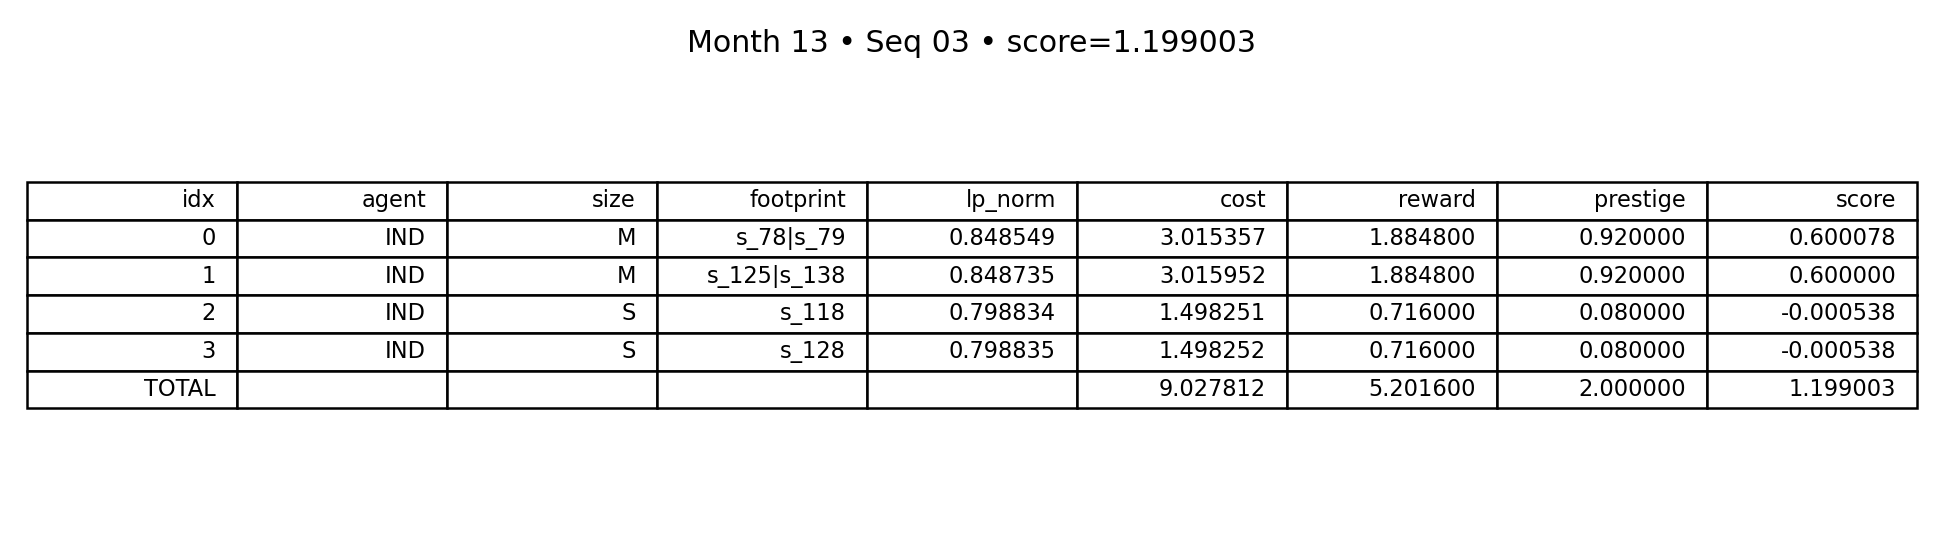 Month 13 • Seq 03 • score=1.199003
idx agent size footprint lp_norm cost reward prestige score
0 IND M s_78|s_79 0.848549 3.015357 1.884800 0.920000 0.600078
1 IND M s_125|s_138 0.848735 3.015952 1.884800 0.920000 0.600000
2 IND S s_118 0.798834 1.498251 0.716000 0.080000 -0.000538
3 IND S s_128 0.798835 1.498252 0.716000 0.080000 -0.000538
TOTAL 9.027812 5.201600 2.000000 1.199003